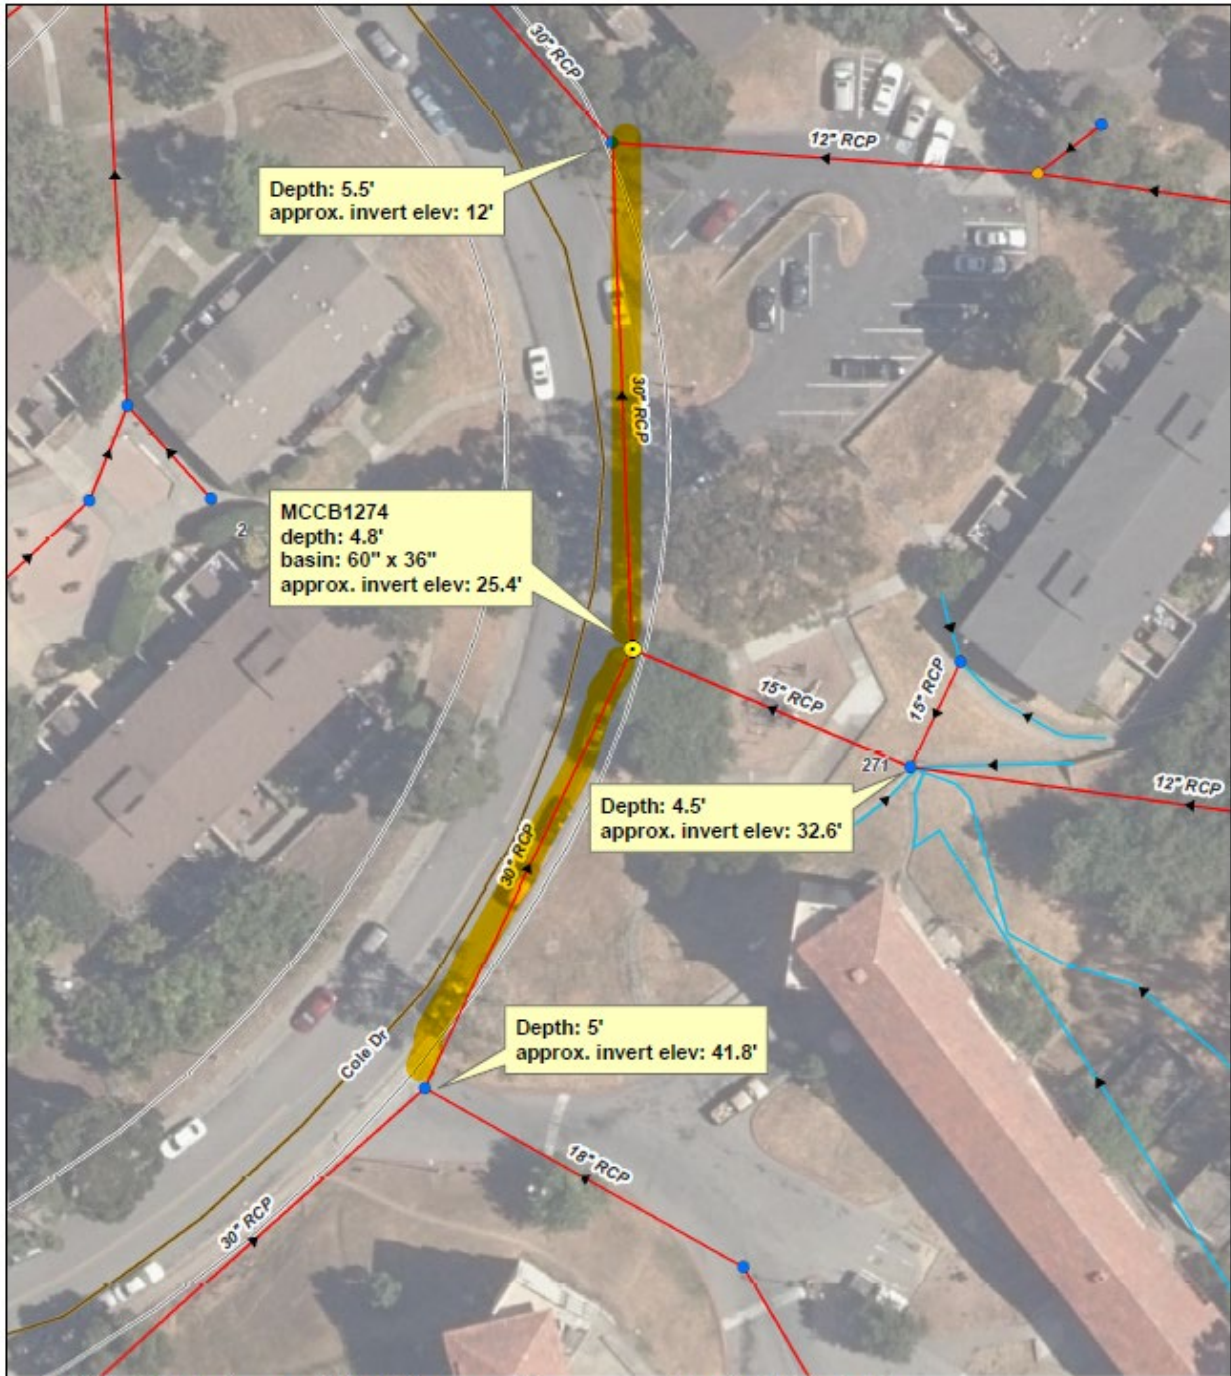 30" RCP
12" RCP
Depth: 5.5'
approx. invert elev: 12'
30" RCP
MCCB1274
depth: 4.8'
basin: 60" x 36"
approx. invert elev: 25.4'
2
15" RCP
15" RCP
271
12" RCP
Depth: 4.5'
approx. invert elev: 32.6'
30" RCP
Depth: 5'
approx. invert elev: 41.8'
Cole Dr
18" RCP
30" RCP